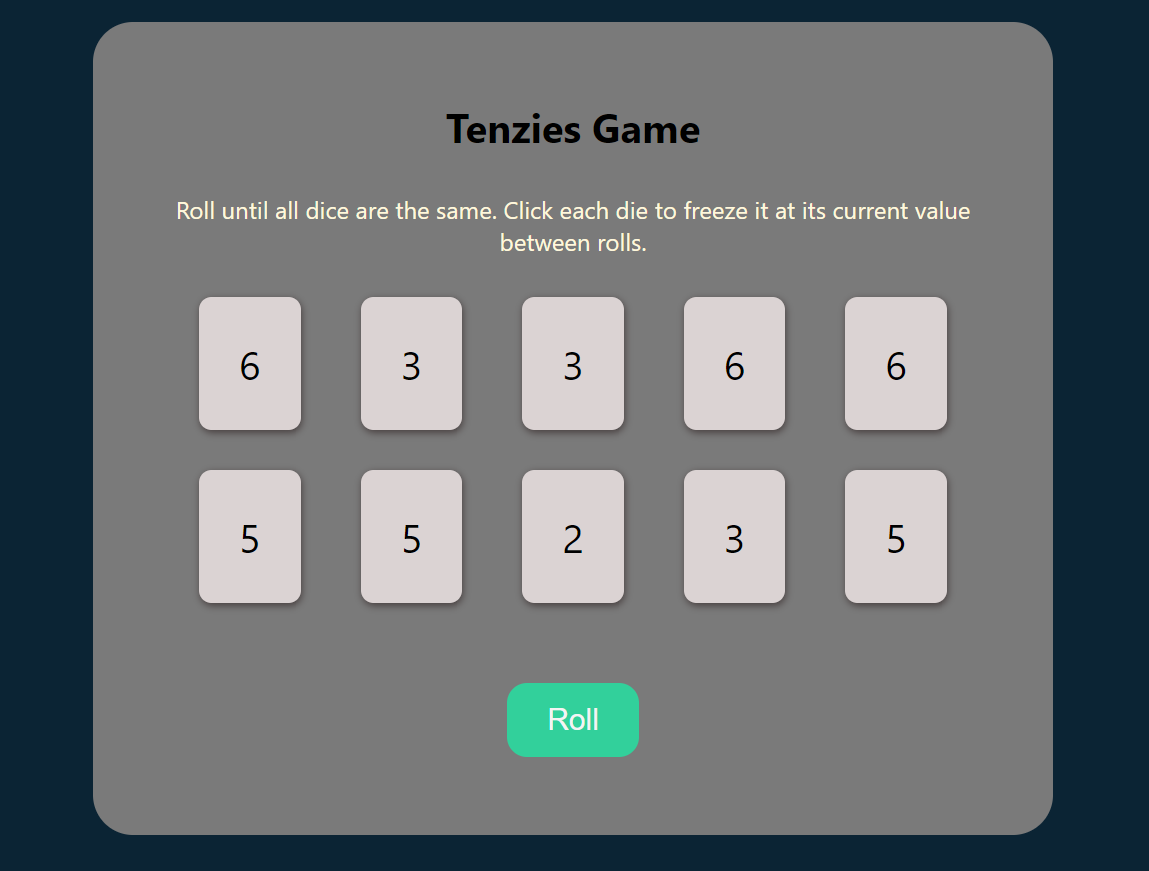 Tenzies Game
Roll until all dice are the same. Click each die to freeze it at its current value
between rolls.
6 3 3 6 6
5 5 2 3 5
Roll